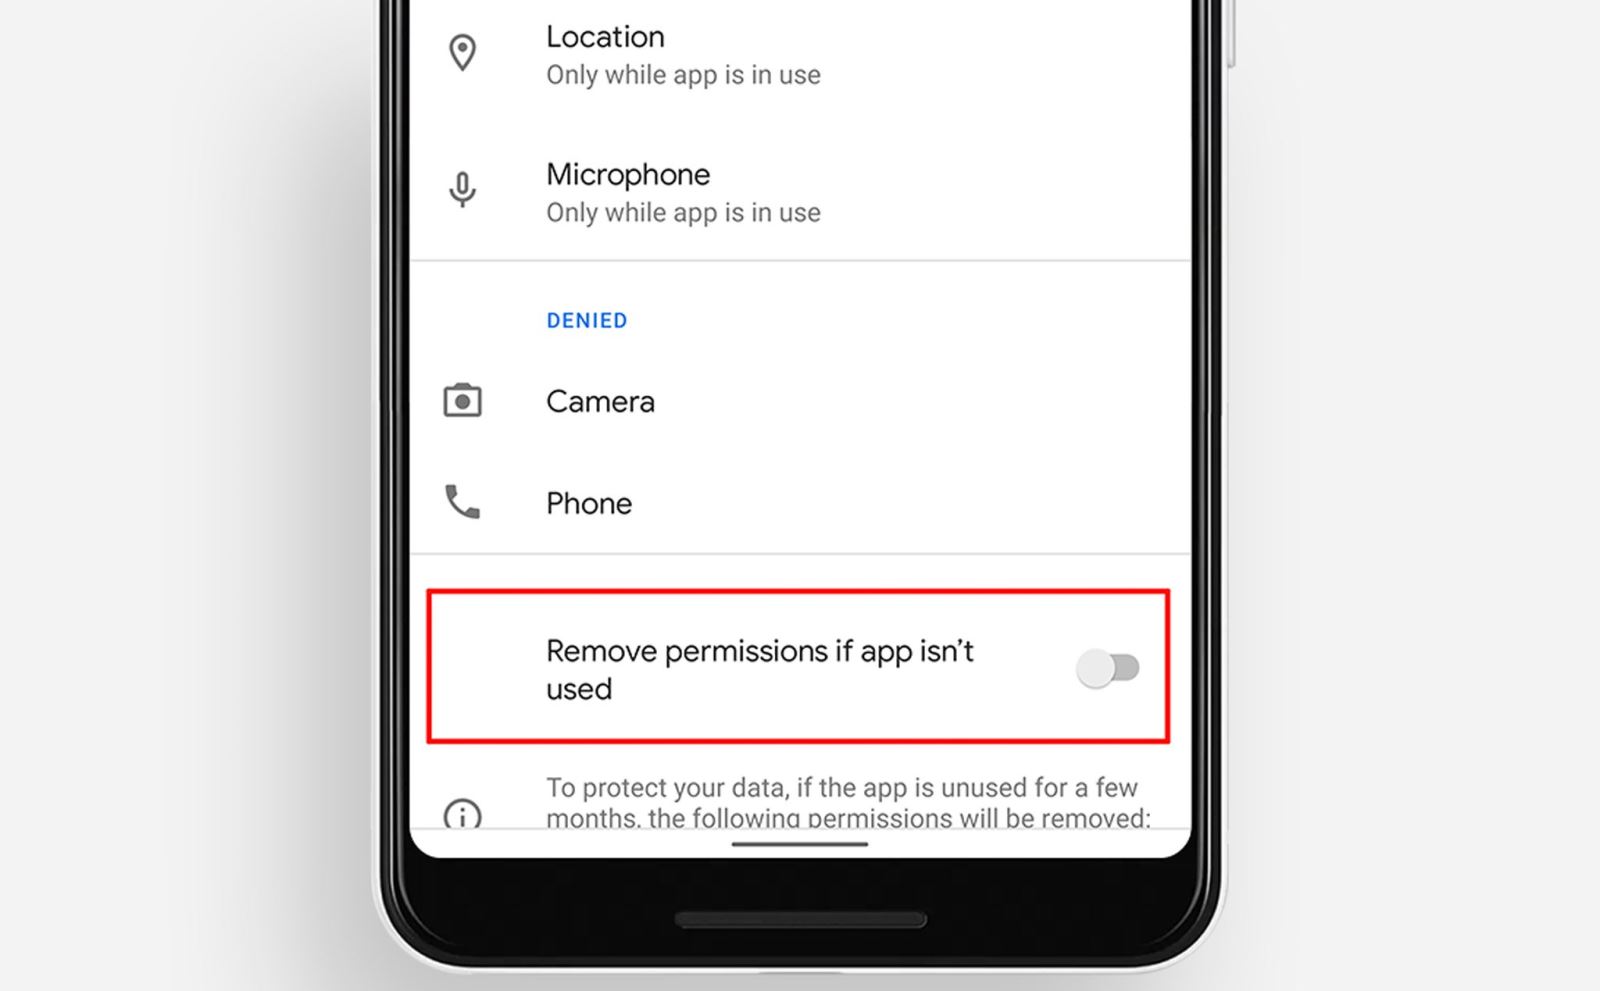 Location
Only while app is in use
Microphone
Only while app is in use
DENIED
Camera
Phone
Remove permissions if app isn’t
used
To protect your data, if the app is unused for a few
months, the following permissions will be removed: